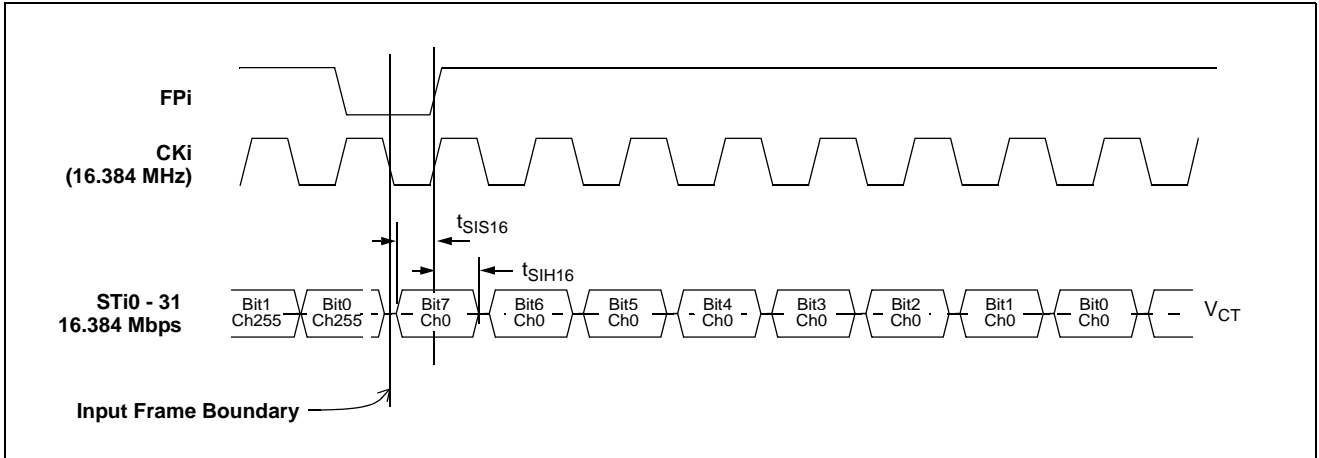 FPi
CKi
(16.384 MHz)
tSIS16
tSIH16
STi0 - 31
16.384 Mbps
Bit1
Ch255
Bit0
Ch255
Bit7
Ch0
Bit6
Ch0
Bit5
Ch0
Bit4
Ch0
Bit3
Ch0
Bit2
Ch0
Bit1
Ch0
Bit0
Ch0
VCT
Input Frame Boundary